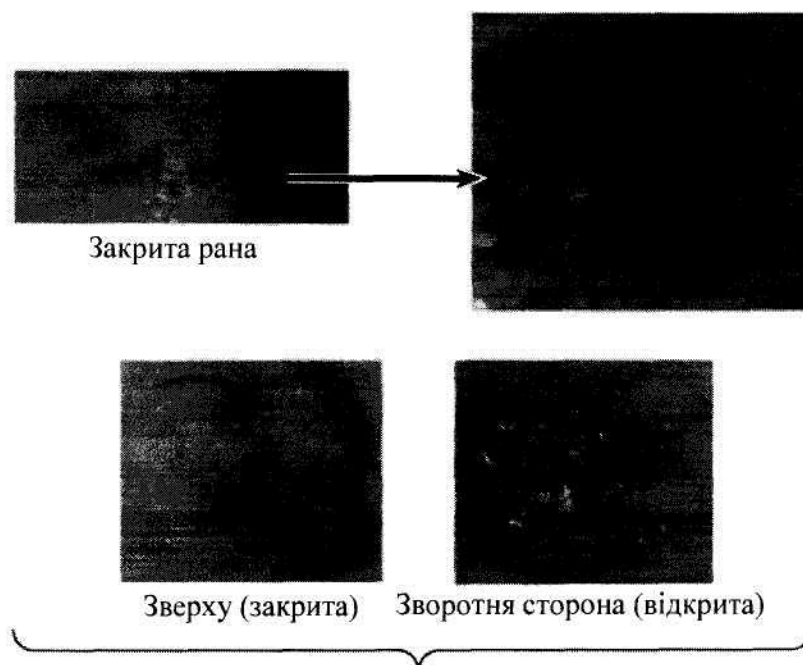 Закрита рана
Зверху (закрита)
Зворотня сторона (відкрита)